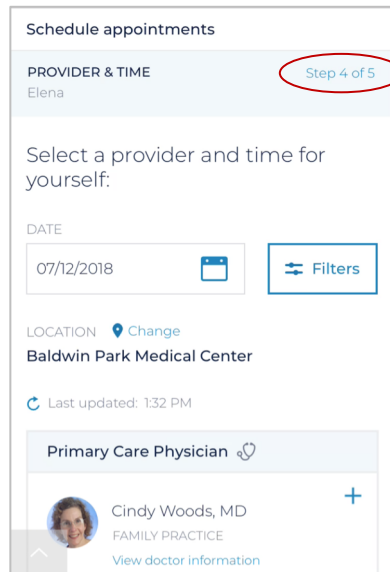 Schedule appointments
PROVIDER & TIME
Step 4 of 5
Elena
Select a provider and time for
yourself:
DATE
07/12/2018
Filters
LOCATION Change
Baldwin Park Medical Center
Last updated: 1:32 PM
Primary Care Physician
Cindy Woods, MD
FAMILY PRACTICE
View doctor information